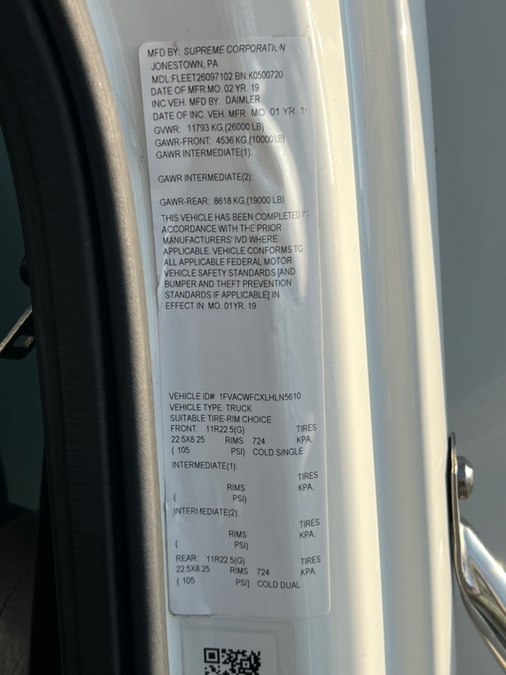 MFD BY: SUPREME CORPORATION
JONESTOWN, PA
MDL FLEET26097102 BN: K0500720
DATE OF MFR: MO. 02 YR. 19
INC VEH. MFD BY: DAIMLER
DATE OF INC. VEH. MFR MO. 01 YR. 19
GVWR: 11793 KG,(26000 LB)
GAWR-FRONT: 4536 KG,(10000 LB)
GAWR INTERMEDIATE(1):
GAWR INTERMEDIATE(2):
GAWR-REAR: 8618 KG,(19000 LB)
THIS VEHICLE HAS BEEN COMPLETED IN
ACCORDANCE WITH THE PRIOR
MANUFACTURERS' IVD WHERE
APPLICABLE. VEHICLE CONFORMS TO
ALL APPLICABLE FEDERAL MOTOR
VEHICLE SAFETY STANDARDS [AND
BUMPER AND THEFT PREVENTION
STANDARDS IF APPLICABLE] IN
EFFECT IN: MO. 01 YR. 19
VEHICLE ID#: 1FVACWFCXLHLN5610
VEHICLE TYPE: TRUCK
SUITABLE TIRE-RIM CHOICE
FRONT: 11R22.5(G) TIRES
22.5X8.25 RIMS 724 KPA.
( 105 PSI) COLD SINGLE
INTERMEDIATE(1):
TIRES
RIMS KPA.
( PSI)
INTERMEDIATE(2):
TIRES
RIMS KPA.
( PSI)
REAR: 11R22.5(G) TIRES
22.5X8.25 RIMS 724 KPA.
( 105 PSI) COLD DUAL